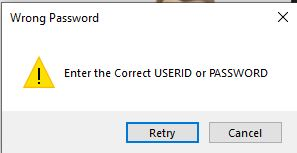 Wrong Password
Enter the Correct USERID or PASSWORD
Retry Cancel